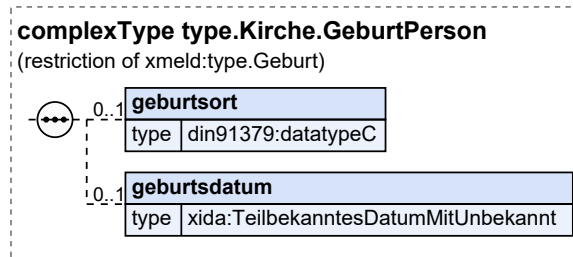 complexType type.Kirche.GeburtPerson
(restriction of xmeld:type.Geburt)
0..1 geburtsort
type din91379:datatypeC
0..1 geburtsdatum
type xida:TeilbekanntesDatumMitUnbekannt